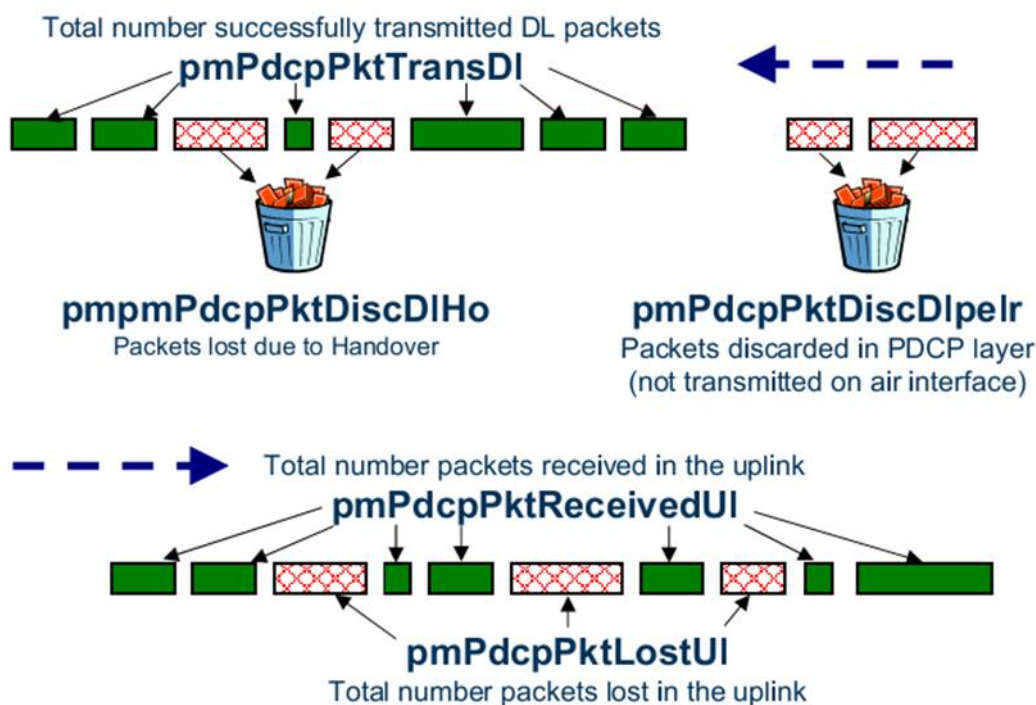 Total number successfully transmitted DL packets
pmPdcpPktTransDl
pmpmPdcpPktDiscDlHo
Packets lost due to Handover
pmPdcpPktDiscDlpelr
Packets discarded in PDCP layer
(not transmitted on air interface)
Total number packets received in the uplink
pmPdcpPktReceivedUl
pmPdcpPktLostUl
Total number packets lost in the uplink